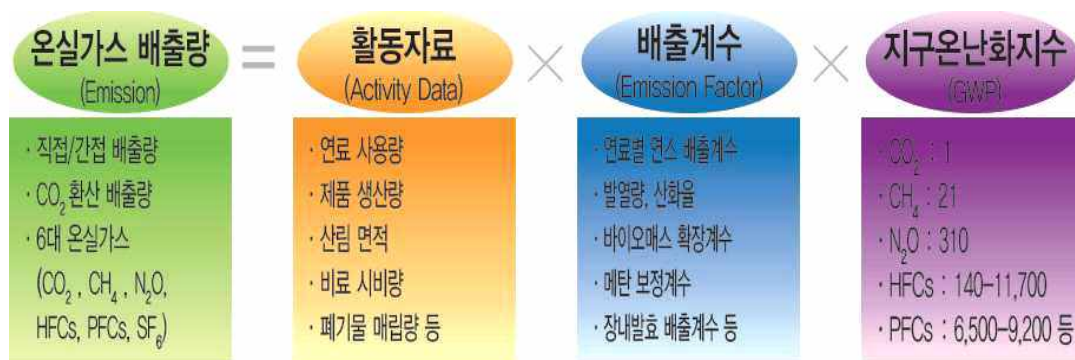 온실가스 배출량
(Emission)
=
활동자료
(Activity Data)
×
배출계수
(Emission Factor)
×
지구온난화지수
(GWP)
· 직접/간접 배출량
· CO₂ 환산 배출량
· 6대 온실가스
(CO₂ , CH₄ , N₂O,
HFCs, PFCs, SF₆)
· 연료 사용량
· 제품 생산량
· 산림 면적
· 비료 시비량
· 폐기물 매립량 등
· 연료별 연소 배출계수
· 발열량, 산화율
· 바이오매스 확장계수
· 메탄 보정계수
· 장내발효 배출계수 등
· CO₂ : 1
· CH₄ : 21
· N₂O : 310
· HFCs : 140-11,700
· PFCs : 6,500-9,200 등